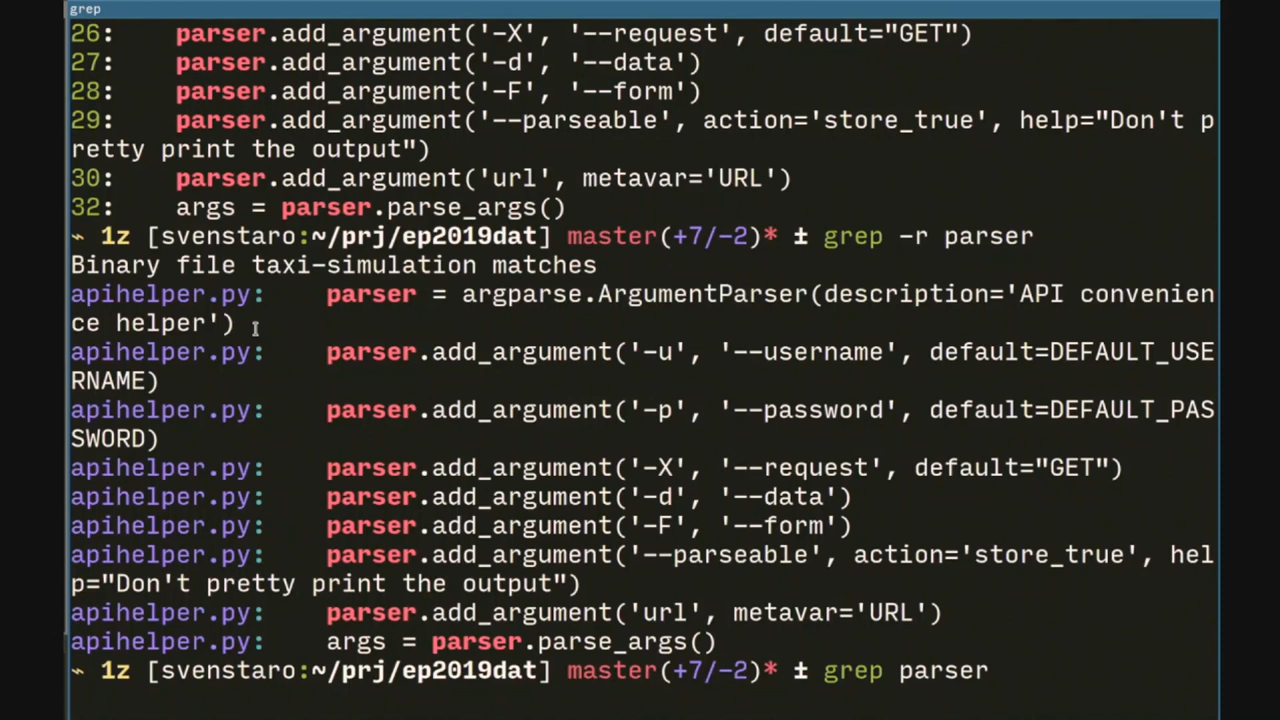 grep
26:    parser.add_argument('-X', '--request', default="GET")
27:    parser.add_argument('-d', '--data')
28:    parser.add_argument('-F', '--form')
29:    parser.add_argument('--parseable', action='store_true', help="Don't p
retty print the output")
30:    parser.add_argument('url', metavar='URL')
32:    args = parser.parse_args()
~ 1z [svenstaro:~/prj/ep2019dat] master(+7/-2)* ± grep -r parser
Binary file taxi-simulation matches
apihelper.py:    parser = argparse.ArgumentParser(description='API convenien
ce helper')
apihelper.py:    parser.add_argument('-u', '--username', default=DEFAULT_USE
RNAME)
apihelper.py:    parser.add_argument('-p', '--password', default=DEFAULT_PAS
SWORD)
apihelper.py:    parser.add_argument('-X', '--request', default="GET")
apihelper.py:    parser.add_argument('-d', '--data')
apihelper.py:    parser.add_argument('-F', '--form')
apihelper.py:    parser.add_argument('--parseable', action='store_true', hel
p="Don't pretty print the output")
apihelper.py:    parser.add_argument('url', metavar='URL')
apihelper.py:    args = parser.parse_args()
~ 1z [svenstaro:~/prj/ep2019dat] master(+7/-2)* ± grep parser